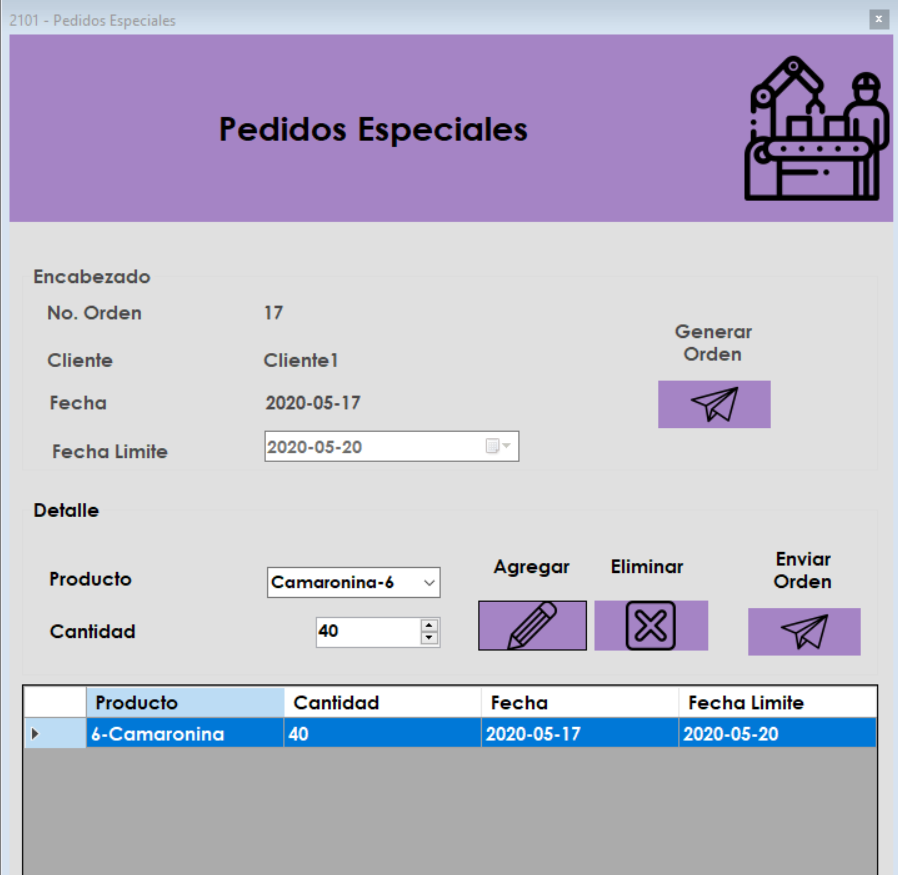 2101 - Pedidos Especiales
Pedidos Especiales
Encabezado
No. Orden 17
Cliente Cliente1
Fecha 2020-05-17
Fecha Limite 2020-05-20
Generar
Orden
Detalle
Producto Camaronina-6
Cantidad 40
Agregar Eliminar
Enviar
Orden
Producto Cantidad Fecha Fecha Limite
6-Camaronina 40 2020-05-17 2020-05-20